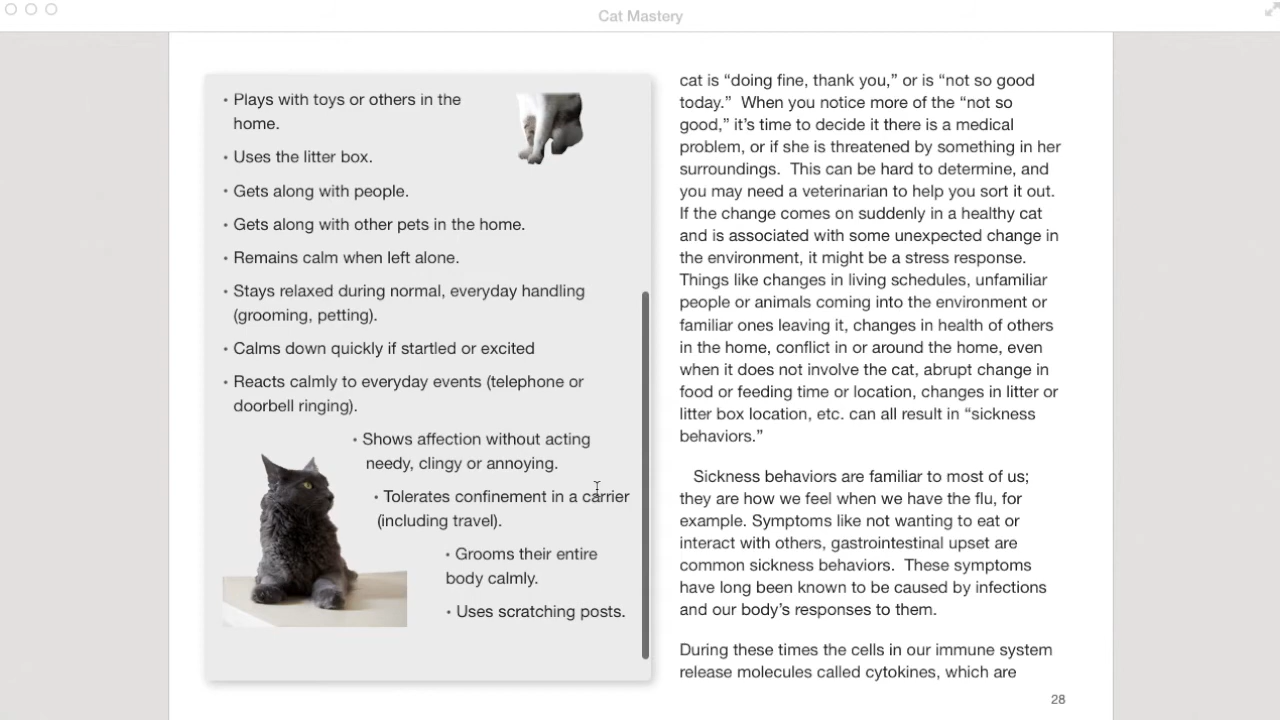 Cat Mastery
• Plays with toys or others in the
home.
• Uses the litter box.
• Gets along with people.
• Gets along with other pets in the home.
• Remains calm when left alone.
• Stays relaxed during normal, everyday handling
(grooming, petting).
• Calms down quickly if startled or excited
• Reacts calmly to everyday events (telephone or
doorbell ringing).
• Shows affection without acting
needy, clingy or annoying.
• Tolerates confinement in a carrier
(including travel).
• Grooms their entire
body calmly.
• Uses scratching posts.
cat is “doing fine, thank you,” or is “not so good
today.”  When you notice more of the “not so
good,” it’s time to decide it there is a medical
problem, or if she is threatened by something in her
surroundings.  This can be hard to determine, and
you may need a veterinarian to help you sort it out.
If the change comes on suddenly in a healthy cat
and is associated with some unexpected change in
the environment, it might be a stress response.
Things like changes in living schedules, unfamiliar
people or animals coming into the environment or
familiar ones leaving it, changes in health of others
in the home, conflict in or around the home, even
when it does not involve the cat, abrupt change in
food or feeding time or location, changes in litter or
litter box location, etc. can all result in “sickness
behaviors.”
Sickness behaviors are familiar to most of us;
they are how we feel when we have the flu, for
example. Symptoms like not wanting to eat or
interact with others, gastrointestinal upset are
common sickness behaviors.  These symptoms
have long been known to be caused by infections
and our body’s responses to them.
During these times the cells in our immune system
release molecules called cytokines, which are
28